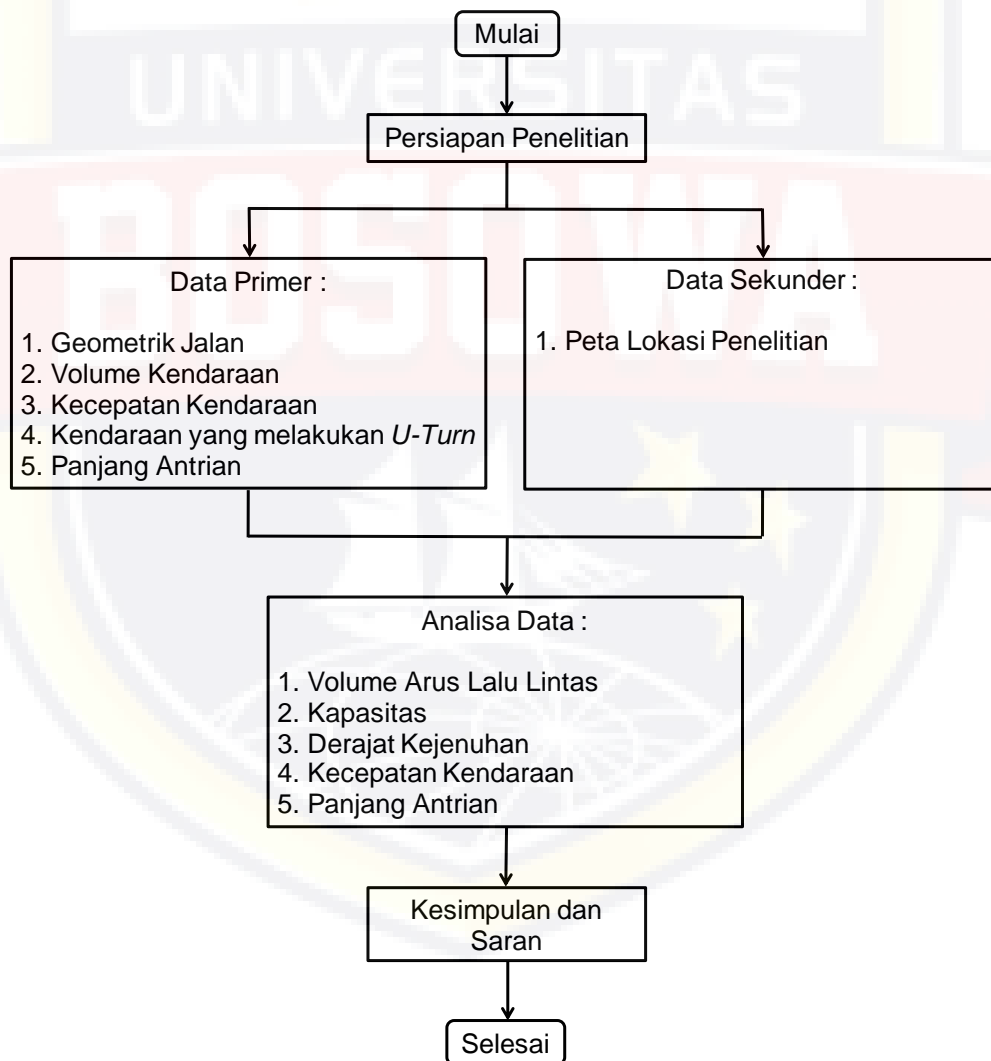 UNIVERSITAS
BOSOWA
Mulai
Persiapan Penelitian
Data Primer :
1. Geometrik Jalan
2. Volume Kendaraan
3. Kecepatan Kendaraan
4. Kendaraan yang melakukan U-Turn
5. Panjang Antrian
Data Sekunder :
1. Peta Lokasi Penelitian
Analisa Data :
1. Volume Arus Lalu Lintas
2. Kapasitas
3. Derajat Kejenuhan
4. Kecepatan Kendaraan
5. Panjang Antrian
Kesimpulan dan
Saran
Selesai